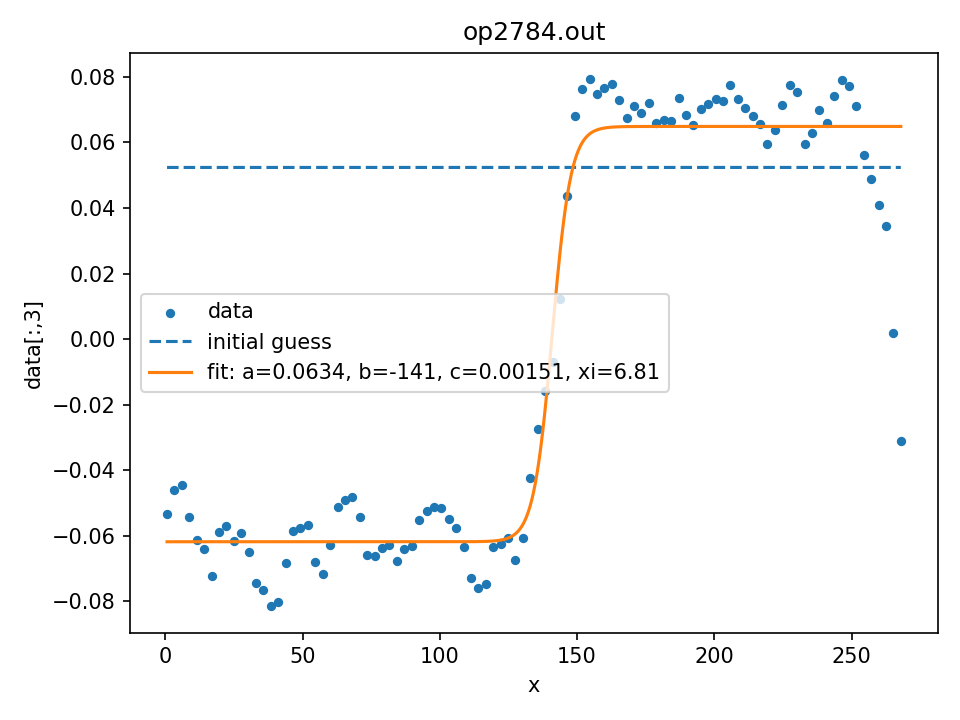 op2784.out
0.08
0.06
0.04
0.02
0.00
−0.02
−0.04
−0.06
−0.08
data[:,3]
data
initial guess
fit: a=0.0634, b=-141, c=0.00151, xi=6.81
0 50 100 150 200 250
x